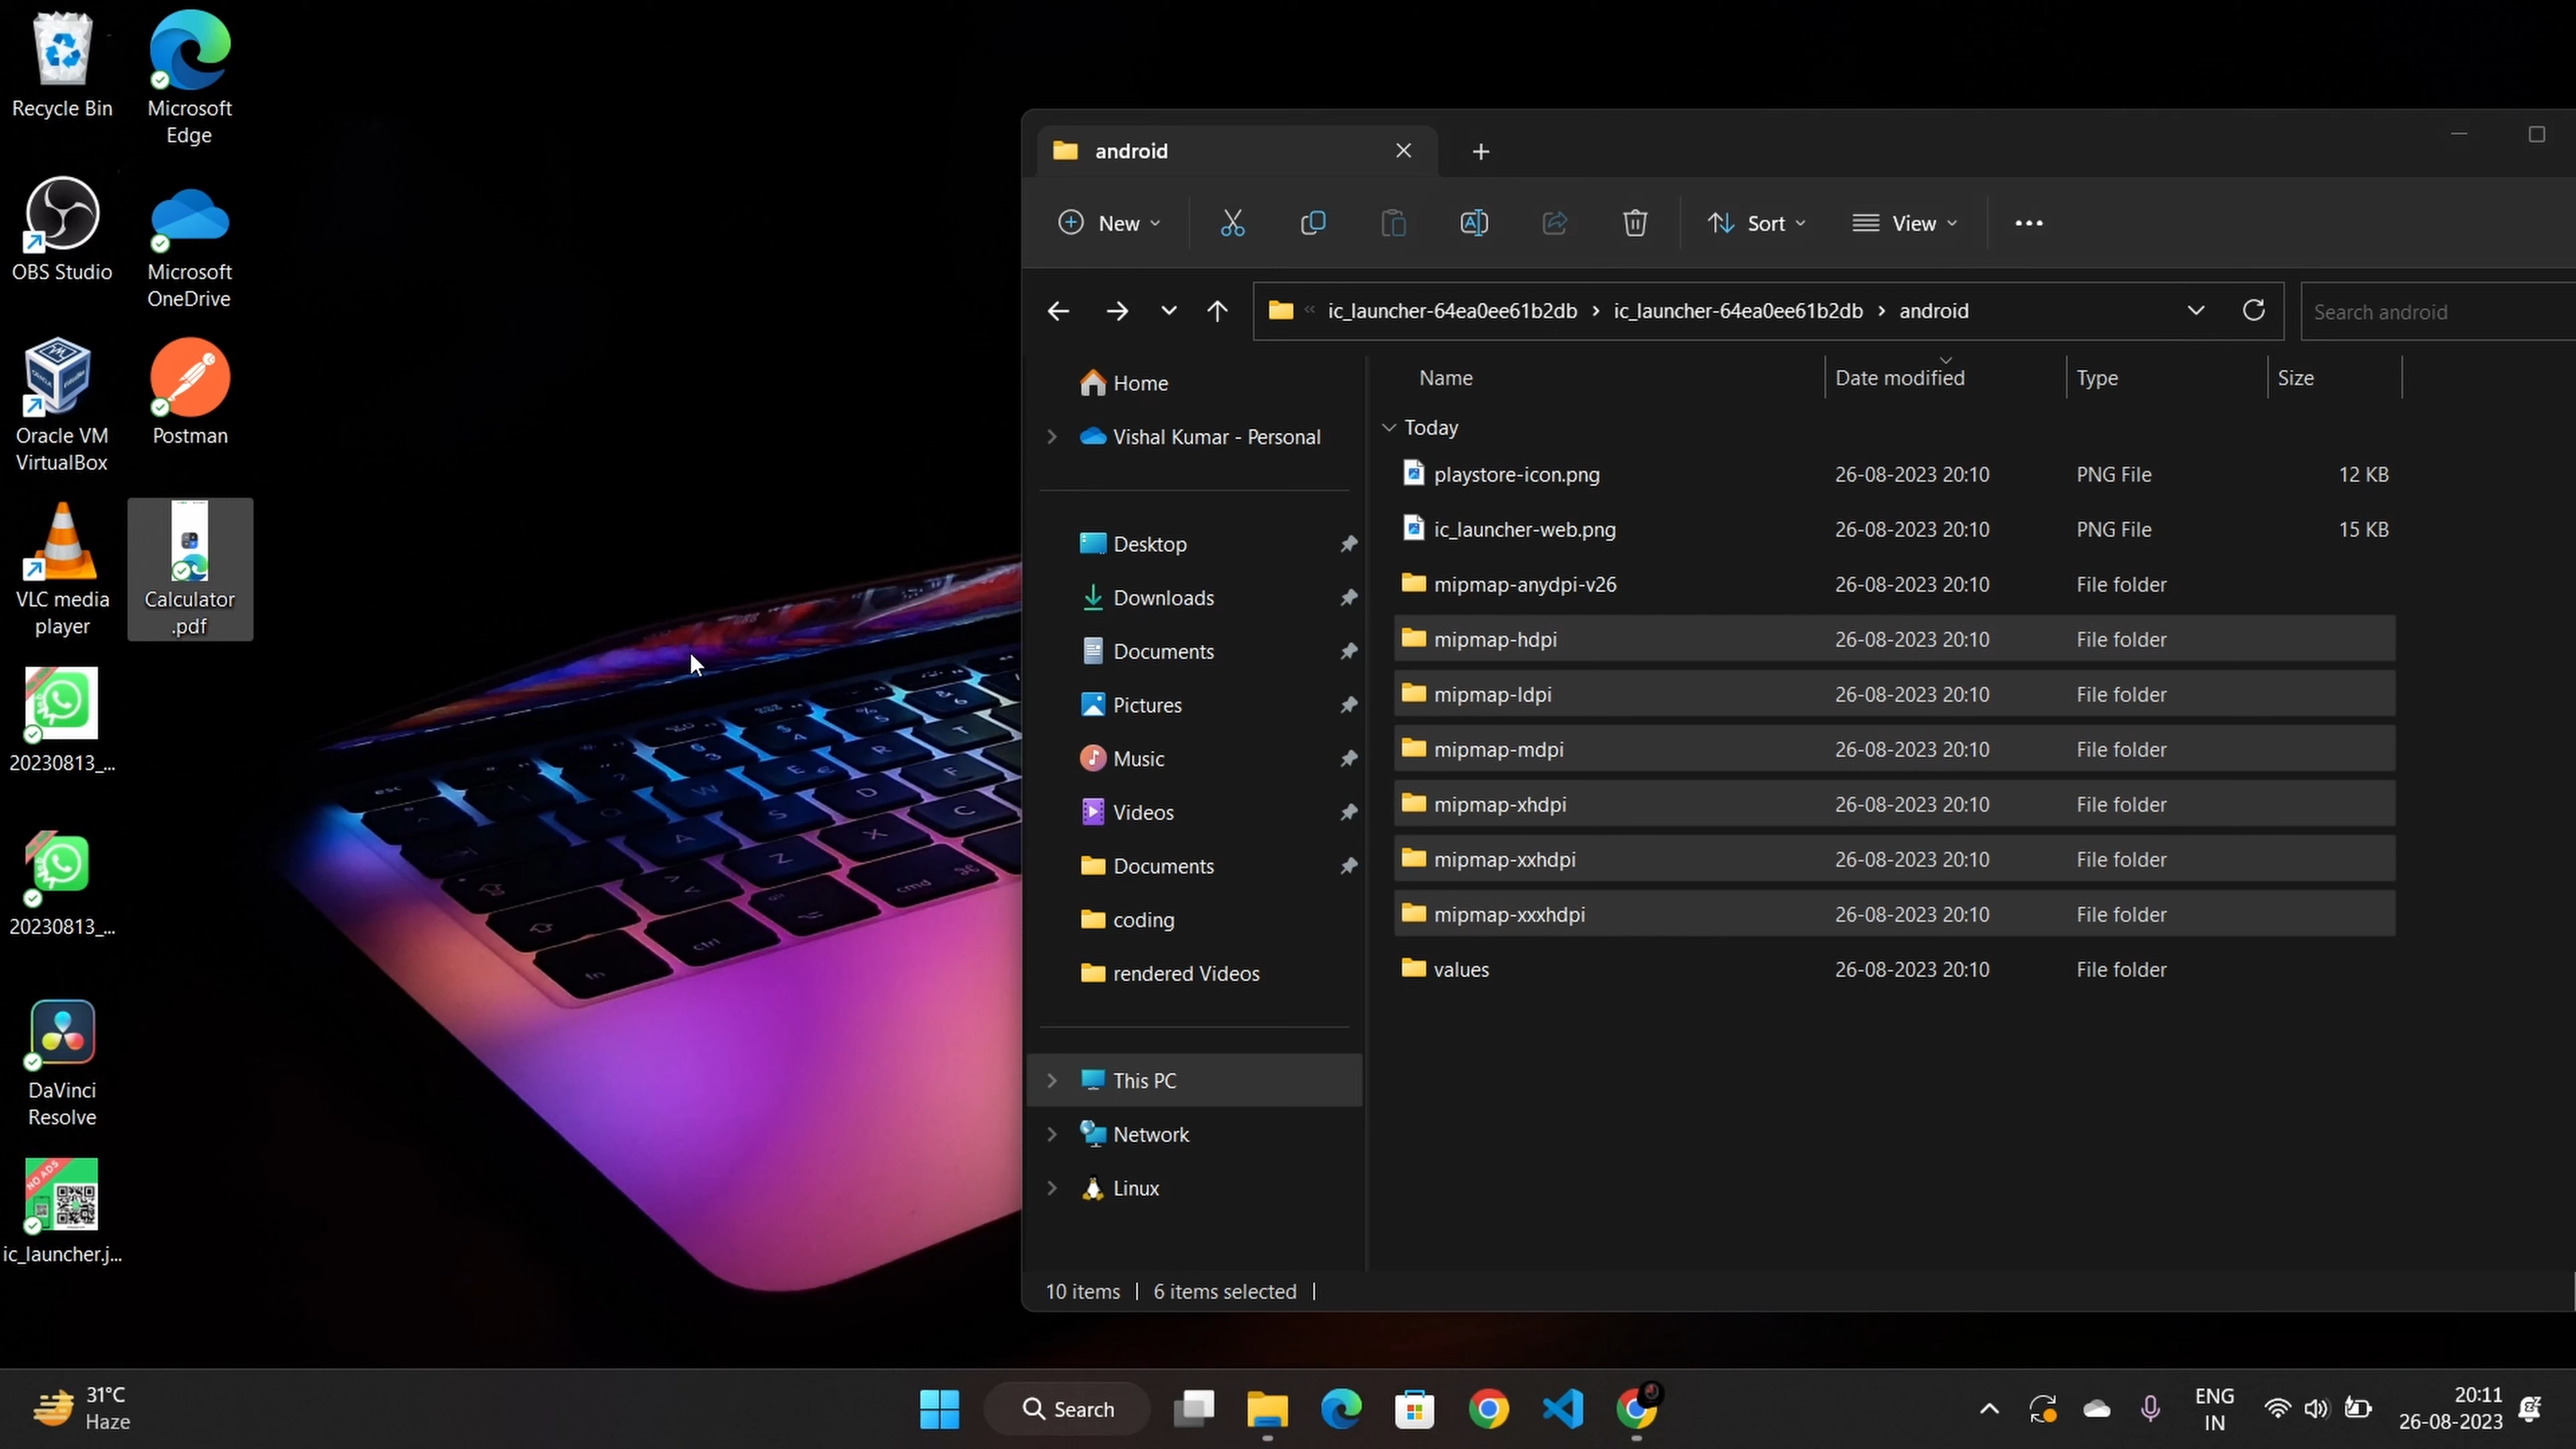 Recycle Bin
Microsoft
Edge
OBS Studio
Microsoft
OneDrive
Oracle VM
VirtualBox
Postman
VLC media
player
Calculator
.pdf
20230813_...
20230813_...
DaVinci
Resolve
NO ADS
ic_launcher.j...
android
New
Sort
View
ic_launcher-64ea0ee61b2db
ic_launcher-64ea0ee61b2db
android
Search android
Home
Vishal Kumar - Personal
Desktop
Downloads
Documents
Pictures
Music
Videos
Documents
coding
rendered Videos
This PC
Network
Linux
Name Date modified Type Size
Today
playstore-icon.png 26-08-2023 20:10 PNG File 12 KB
ic_launcher-web.png 26-08-2023 20:10 PNG File 15 KB
mipmap-anydpi-v26 26-08-2023 20:10 File folder
mipmap-hdpi 26-08-2023 20:10 File folder
mipmap-ldpi 26-08-2023 20:10 File folder
mipmap-mdpi 26-08-2023 20:10 File folder
mipmap-xhdpi 26-08-2023 20:10 File folder
mipmap-xxhdpi 26-08-2023 20:10 File folder
mipmap-xxxhdpi 26-08-2023 20:10 File folder
values 26-08-2023 20:10 File folder
10 items 6 items selected
31°C
Haze
Search
ENG
IN
20:11
26-08-2023